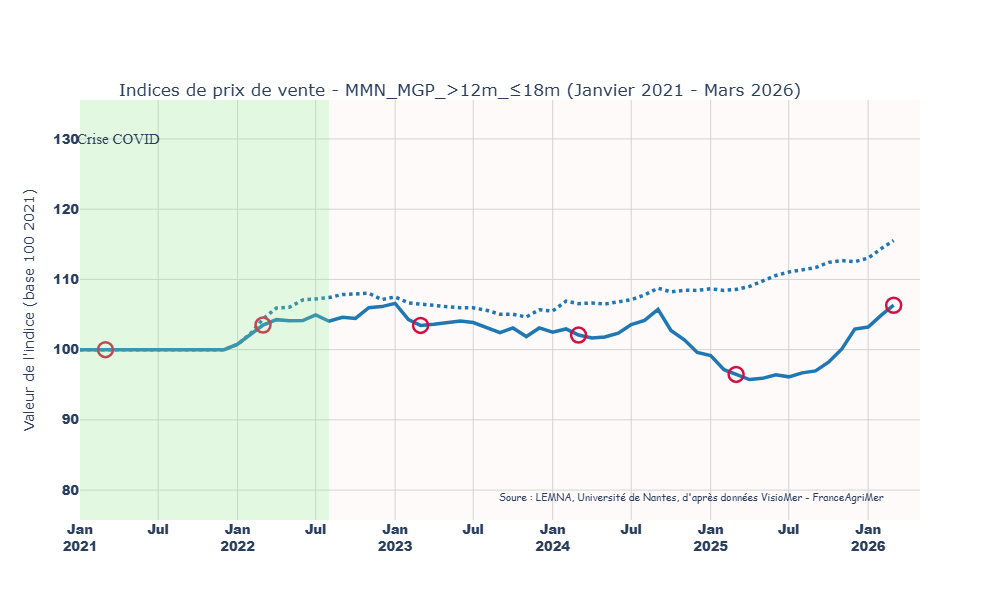 Indices de prix de vente - MMN_MGP_>12m_≤18m (Janvier 2021 - Mars 2026)
Valeur de l'indice (base 100 2021)
130
Crise COVID
120
110
100
90
80
Soure : LEMNA, Université de Nantes, d'après données VisioMer - FranceAgriMer
Jan Jul Jan Jul Jan Jul Jan Jul Jan Jul Jan
2021 2022 2023 2024 2025 2026